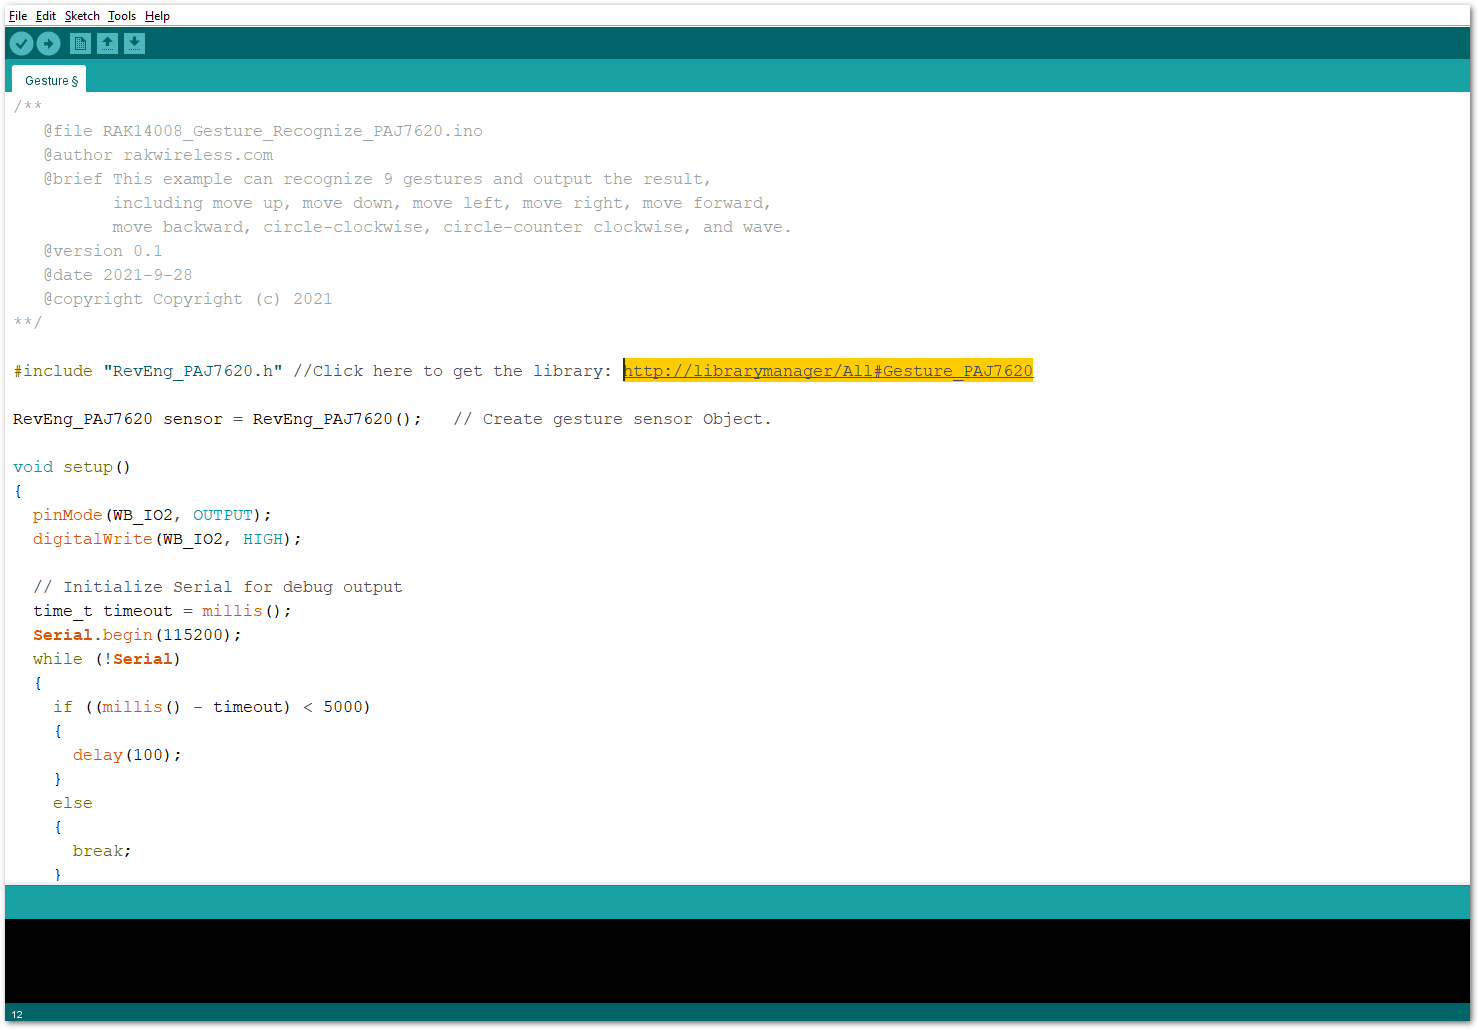 File Edit Sketch Tools Help
Gesture §
/**
   @file RAK14008_Gesture_Recognize_PAJ7620.ino
   @author rakwireless.com
   @brief This example can recognize 9 gestures and output the result,
          including move up, move down, move left, move right, move forward,
          move backward, circle-clockwise, circle-counter clockwise, and wave.
   @version 0.1
   @date 2021-9-28
   @copyright Copyright (c) 2021
**/
#include "RevEng_PAJ7620.h" //Click here to get the library: http://librarymanager/All#Gesture_PAJ7620
RevEng_PAJ7620 sensor = RevEng_PAJ7620();   // Create gesture sensor Object.
void setup()
{
  pinMode(WB_IO2, OUTPUT);
  digitalWrite(WB_IO2, HIGH);
  // Initialize Serial for debug output
  time_t timeout = millis();
  Serial.begin(115200);
  while (!Serial)
  {
    if ((millis() - timeout) < 5000)
    {
      delay(100);
    }
    else
    {
      break;
    }
12